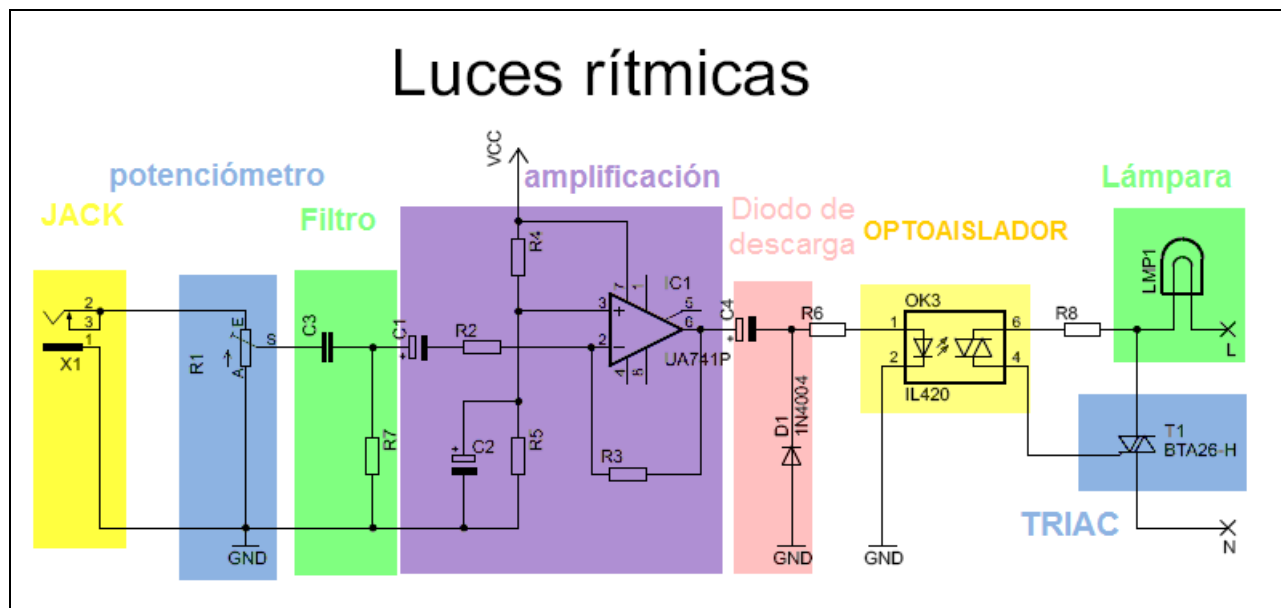 Luces rítmicas
potenciómetro
JACK
Filtro
amplificación
Diodo de
descarga
OPTOAISLADOR
Lámpara
TRIAC
VCC
2
3
1
X1
E
S
A
R1
GND
C3
R7
C1
R2
R4
3
2
7
1
IC1
5
6
UA741P
4
5
C2
R5
R3
C4
D1
1N4004
GND
R6
OK3
1
2
6
4
IL420
GND
R8
LMP1
L
T1
BTA26-H
N